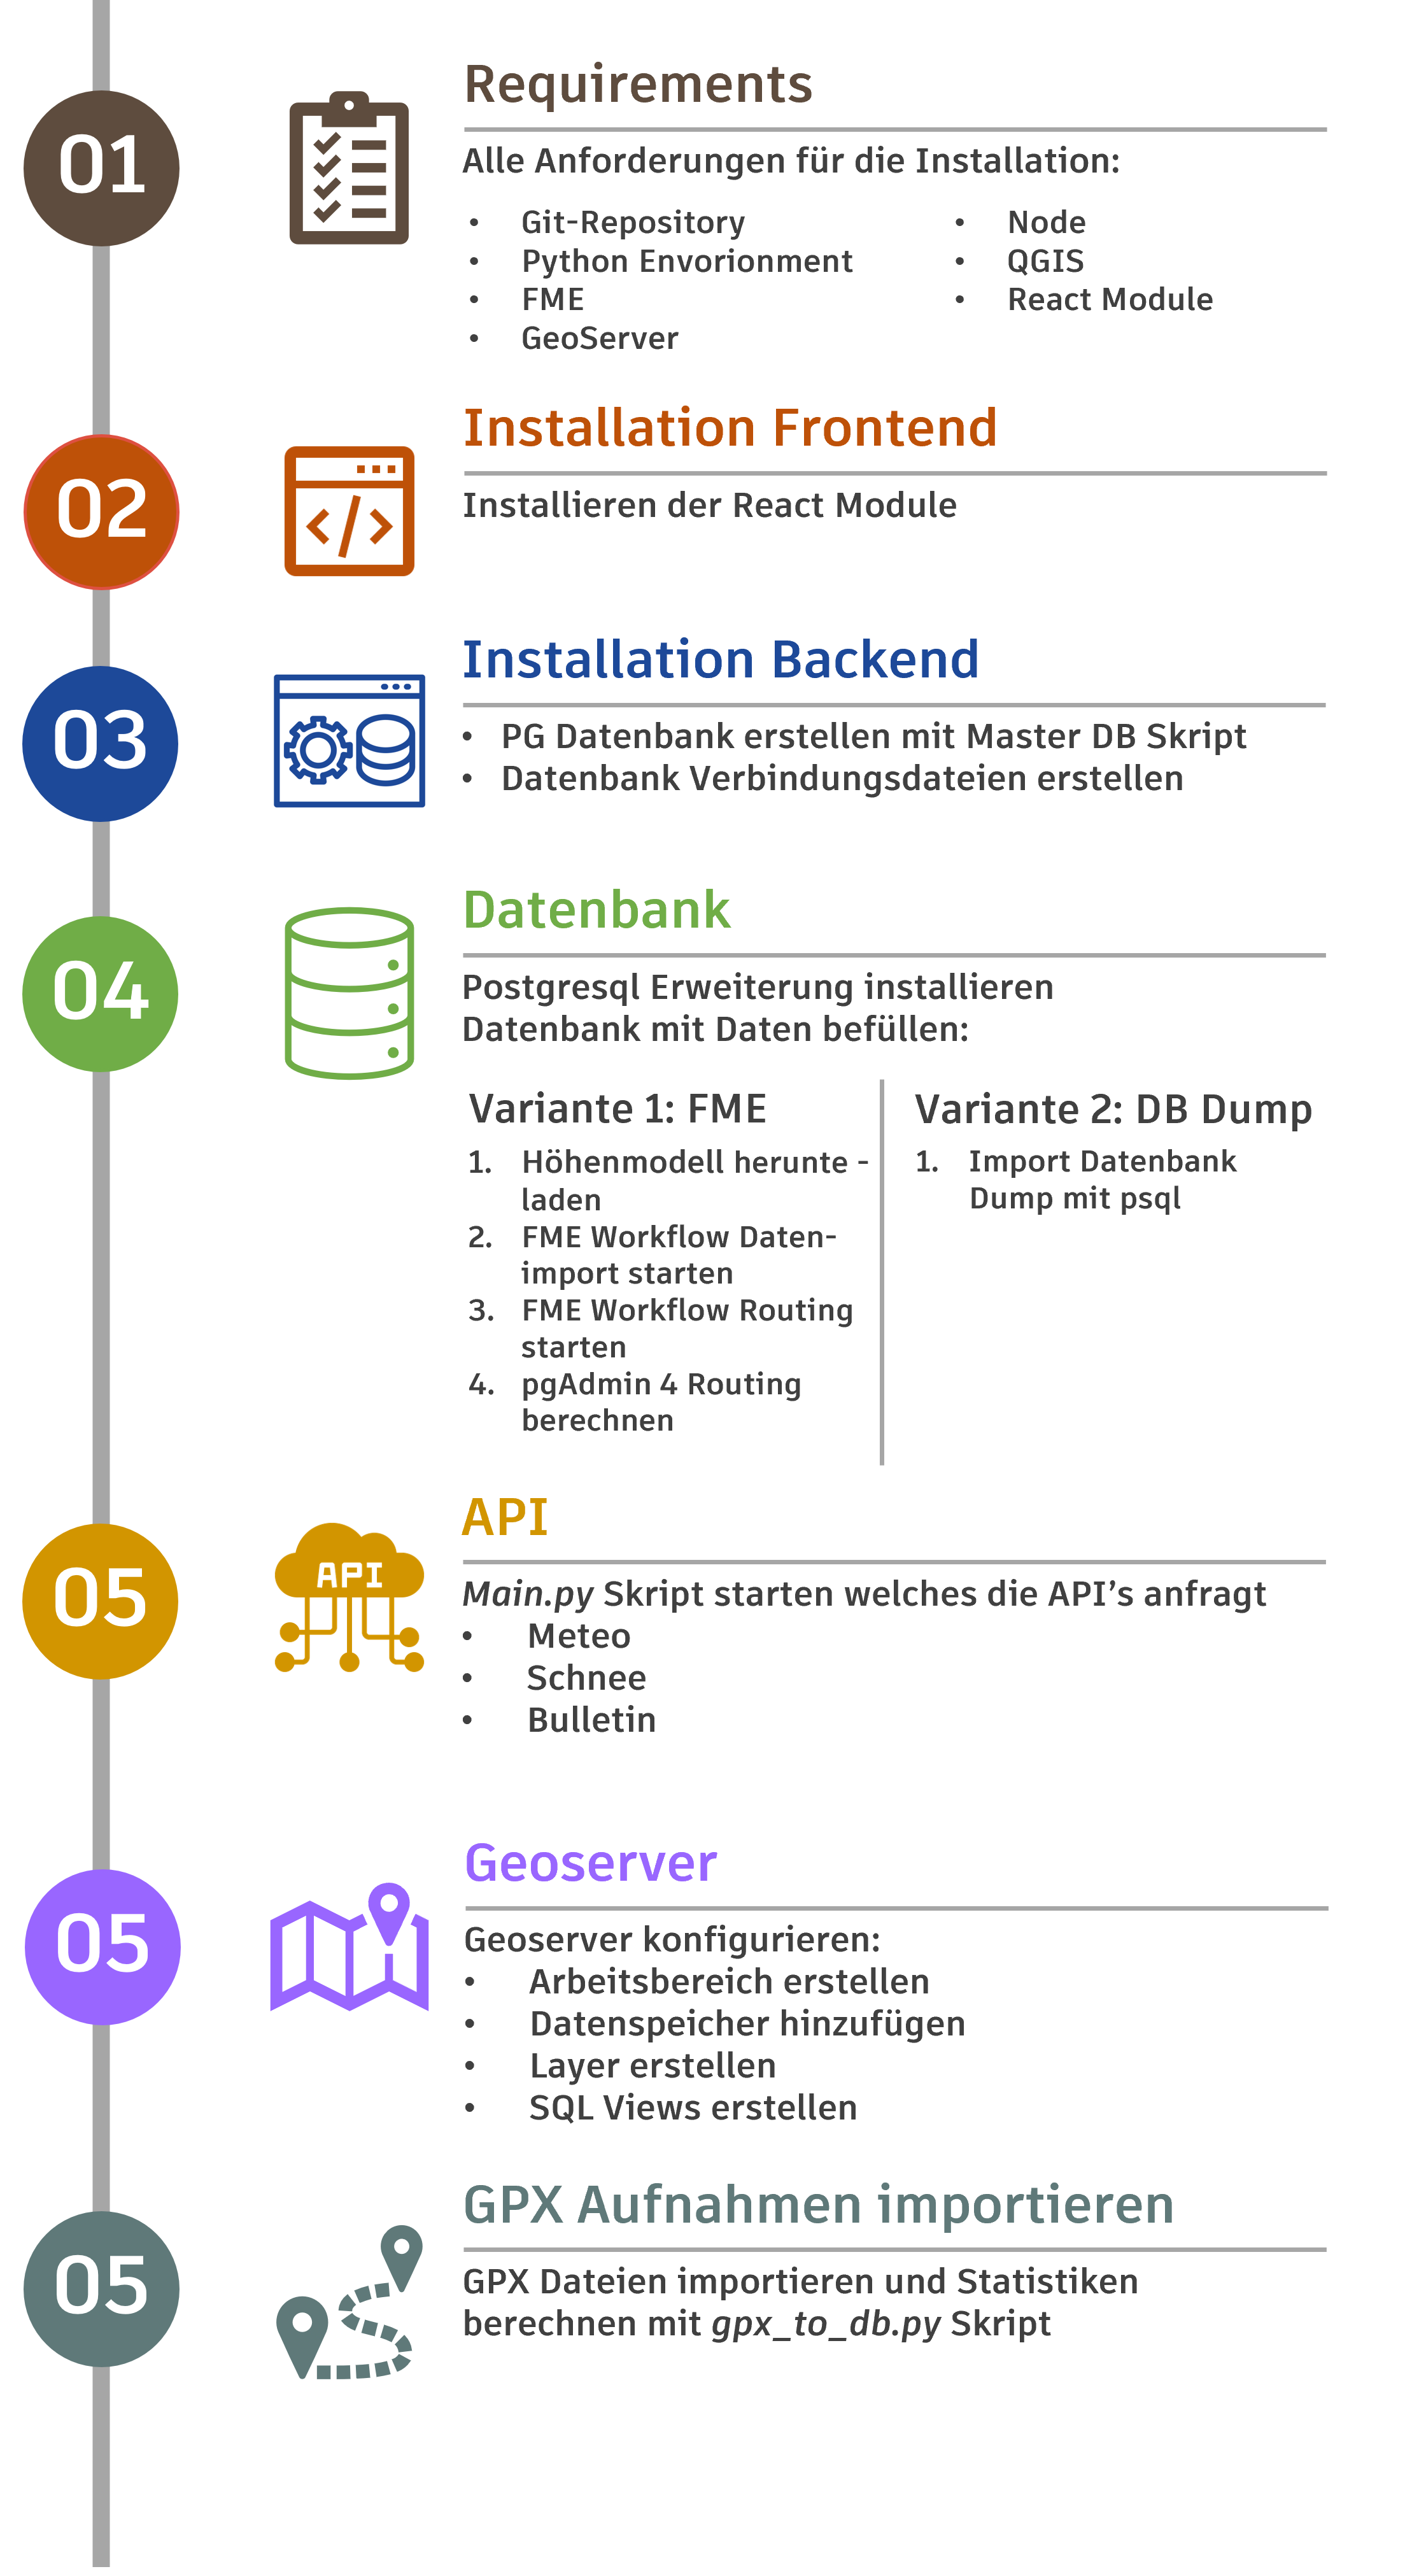 01
Requirements
Alle Anforderungen für die Installation:
• Git-Repository
• Python Envorionment
• FME
• GeoServer
• Node
• QGIS
• React Module
02
Installation Frontend
Installieren der React Module
03
Installation Backend
• PG Datenbank erstellen mit Master DB Skript
• Datenbank Verbindungsdateien erstellen
04
Datenbank
Postgresql Erweiterung installieren
Datenbank mit Daten befüllen:
Variante 1: FME
1. Höhenmodell herunte -
laden
2. FME Workflow Daten-
import starten
3. FME Workflow Routing
starten
4. pgAdmin 4 Routing
berechnen
Variante 2: DB Dump
1. Import Datenbank
Dump mit psql
05
API
API
Main.py Skript starten welches die API’s anfragt
• Meteo
• Schnee
• Bulletin
05
Geoserver
Geoserver konfigurieren:
• Arbeitsbereich erstellen
• Datenspeicher hinzufügen
• Layer erstellen
• SQL Views erstellen
05
GPX Aufnahmen importieren
GPX Dateien importieren und Statistiken
berechnen mit gpx_to_db.py Skript